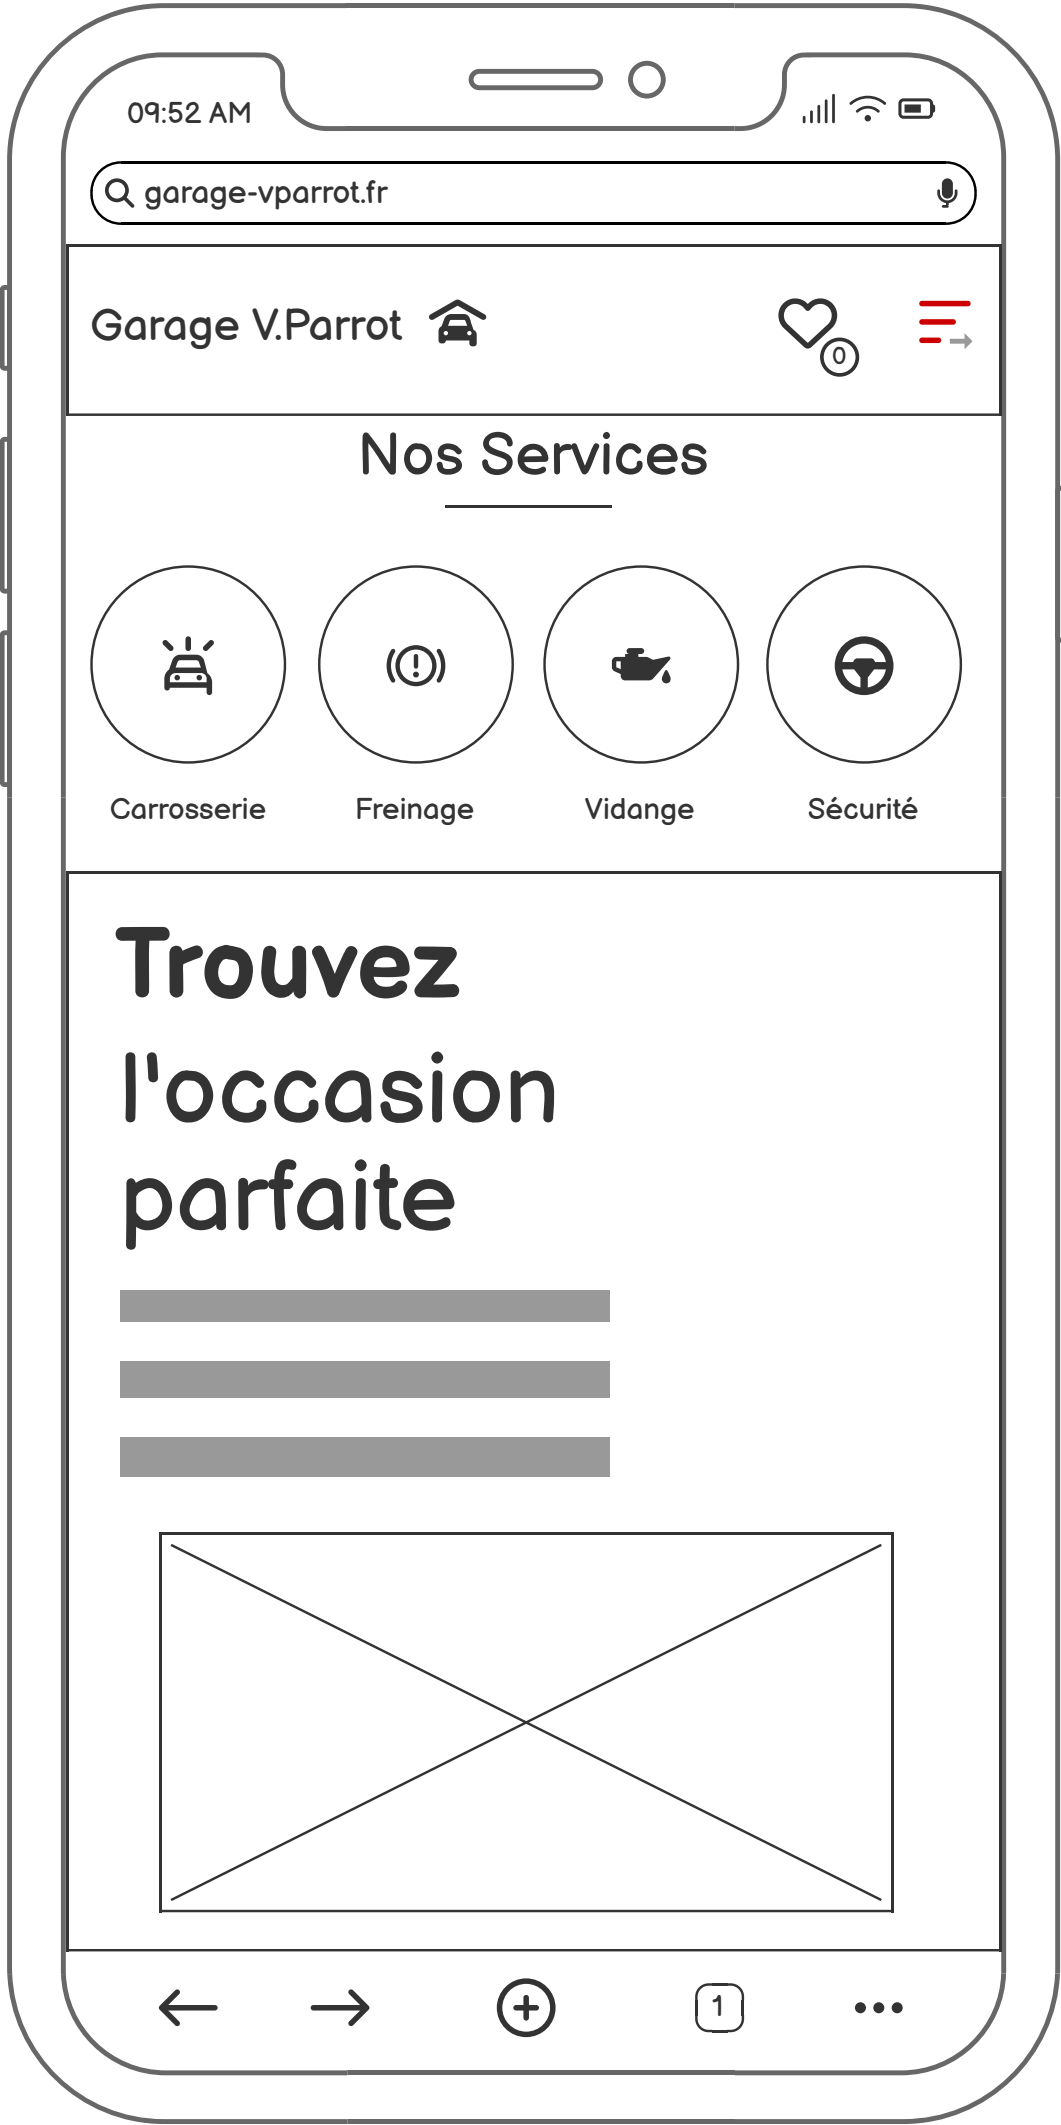 09:52 AM
garage-vparrot.fr
Garage V.Parrot
0
Nos Services
Carrosserie Freinage Vidange Sécurité
Trouvez
l'occasion
parfaite
1